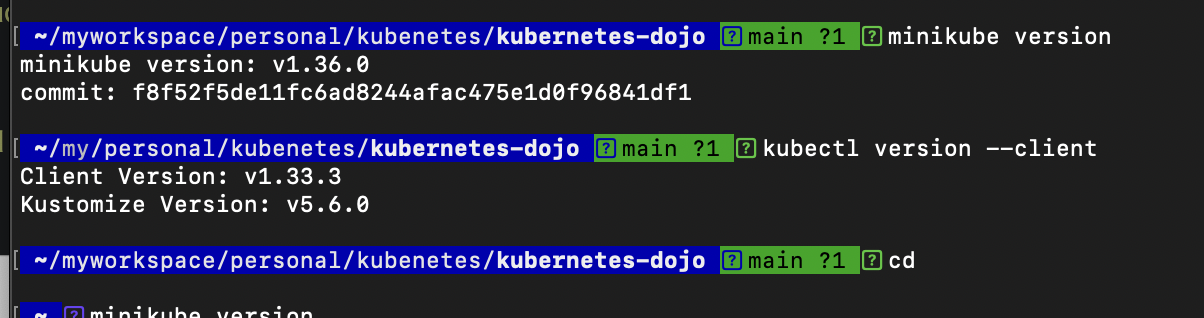 ~/myworkspace/personal/kubenetes/kubernetes-dojo ? main ?1 ? minikube version
minikube version: v1.36.0
commit: f8f52f5de11fc6ad8244afac475e1d0f96841df1
~/my/personal/kubenetes/kubernetes-dojo ? main ?1 ? kubectl version --client
Client Version: v1.33.3
Kustomize Version: v5.6.0
~/myworkspace/personal/kubenetes/kubernetes-dojo ? main ?1 ? cd
~ ? minikube version